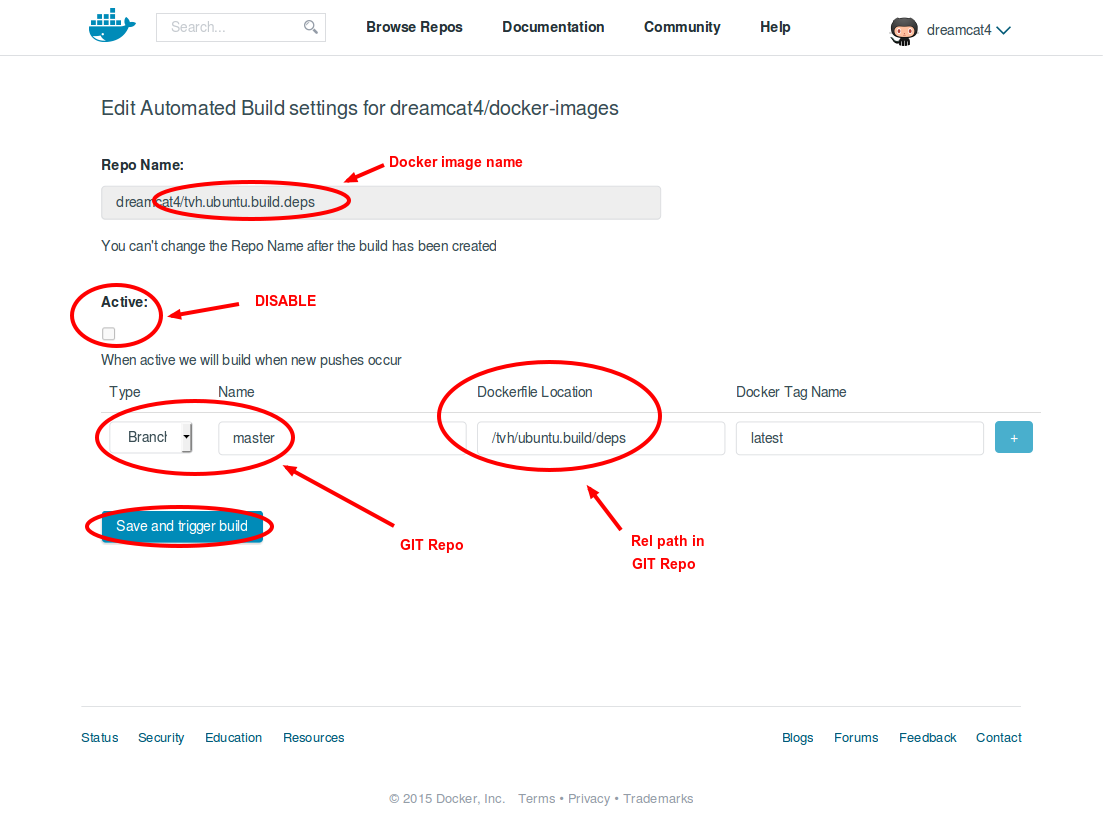 Search... Browse Repos Documentation Community Help dreamcat4
Edit Automated Build settings for dreamcat4/docker-images
Docker image name
Repo Name:
dreamcat4/tvh.ubuntu.build.deps
You can't change the Repo Name after the build has been created
Active: DISABLE
When active we will build when new pushes occur
Type Name Dockerfile Location Docker Tag Name
Branch master /tvh/ubuntu.build/deps latest +
Save and trigger build
GIT Repo
Rel path in
GIT Repo
Status Security Education Resources Blogs Forums Feedback Contact
© 2015 Docker, Inc. Terms • Privacy • Trademarks